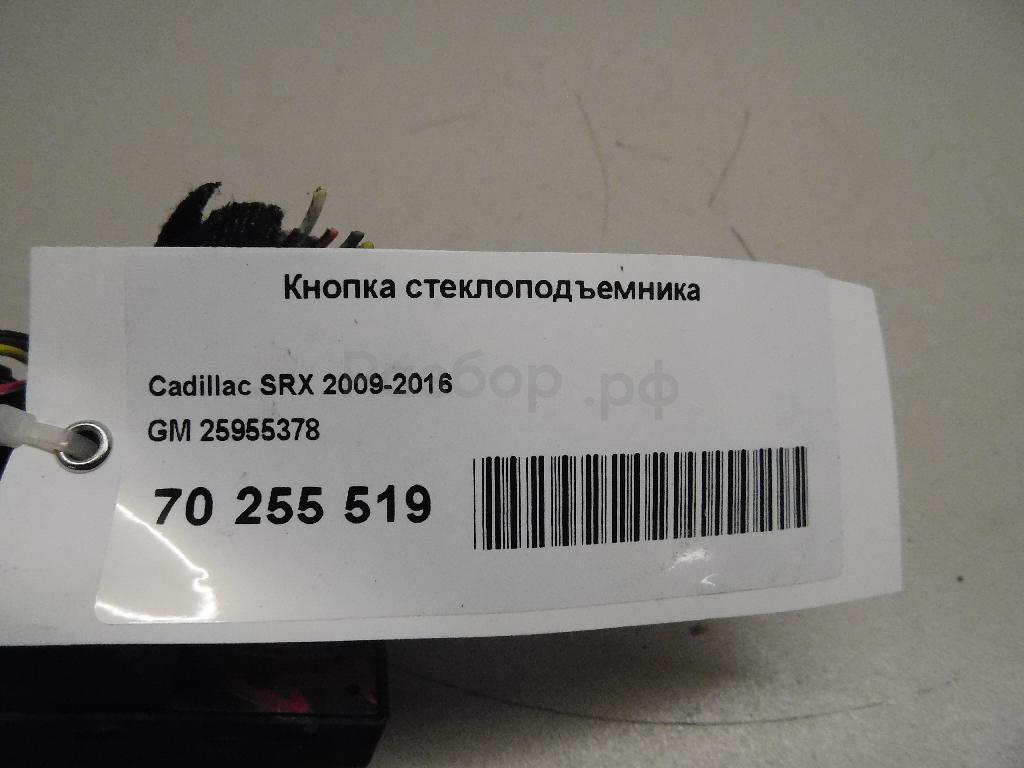 Кнопка стеклоподъемника
Cadillac SRX 2009-2016
GM 25955378
70 255 519